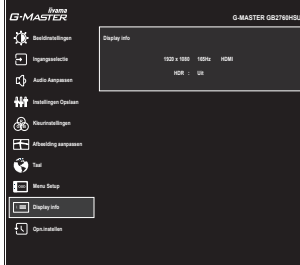 iiyama
G-MASTER
G-MASTER GB2760HSU
Beeldinstellingen
Display info
1920 x 1080 165Hz HDMI
HDR : Uit
Ingangsselectie
Audio Aanpassen
Instellingen Opslaan
Kleurinstellingen
Afbeelding aanpassen
Taal
OSD
Menu Setup
i
Display info
Opn.instellen